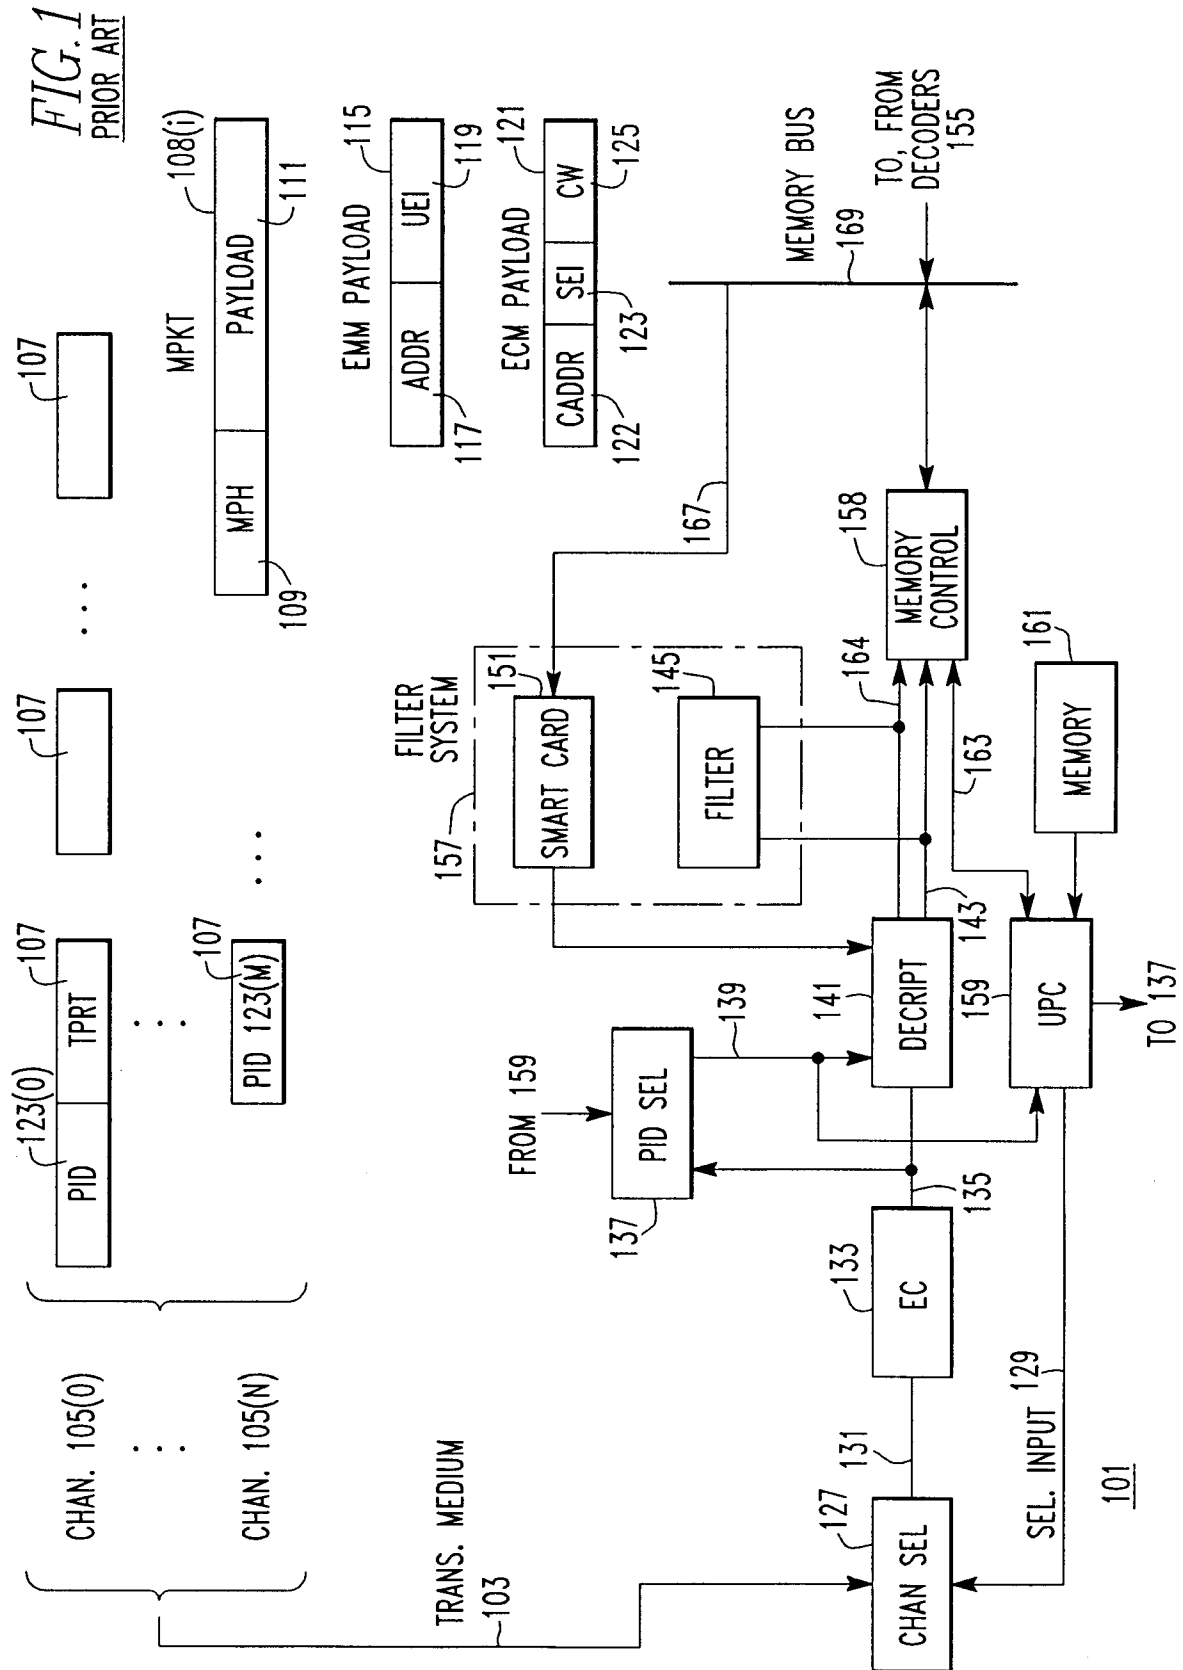 FIG. 1
PRIOR ART
CHAN. 105(0)
. . .
CHAN. 105(N)
PID
123(0)
TPRT
107
. . .
PID 123(M)
107
. . .
107
. . .
107
MPKT
108(i)
MPH
109
PAYLOAD
111
EMM PAYLOAD
115
ADDR
117
UEI
119
ECM PAYLOAD
121
CADDR
122
SEI
123
CW
125
TRANS. MEDIUM
103
FROM 159
PID SEL
137
139
FILTER
SYSTEM
157
SMART CARD
151
FILTER
145
167
MEMORY BUS
169
TO, FROM
DECODERS
155
CHAN SEL
127
131
EC
133
135
DECRIPT
141
143
164
MEMORY
CONTROL
158
163
SEL. INPUT
129
UPC
159
TO 137
MEMORY
161
101